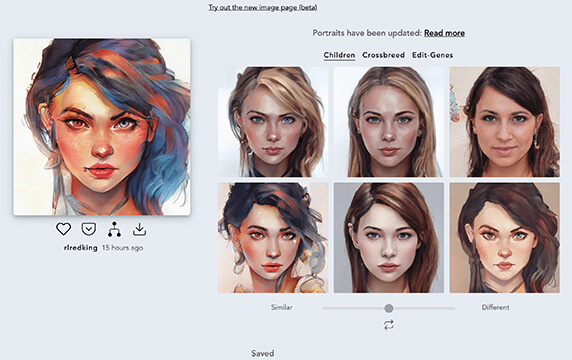 Try out the new image page (beta)
Portraits have been updated: Read more
Children Crossbreed Edit-Genes
rlredking 15 hours ago
Similar Different
Saved